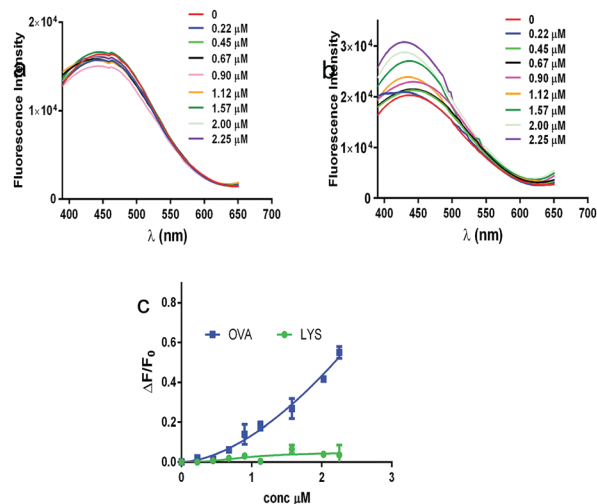 a
Fluorescence Intensity
2×10⁴
1×10⁴
0
400 450 500 550 600 650 700
λ (nm)
0
0.22 μM
0.45 μM
0.67 μM
0.90 μM
1.12 μM
1.57 μM
2.00 μM
2.25 μM
b
Fluorescence Intensity
3×10⁴
2×10⁴
1×10⁴
0
400 450 500 550 600 650 700
λ (nm)
0
0.22 μM
0.45 μM
0.67 μM
0.90 μM
1.12 μM
1.57 μM
2.00 μM
2.25 μM
C
ΔF/F₀
0.8
0.6
0.4
0.2
0.0
0 1 2 3
conc μM
OVA LYS